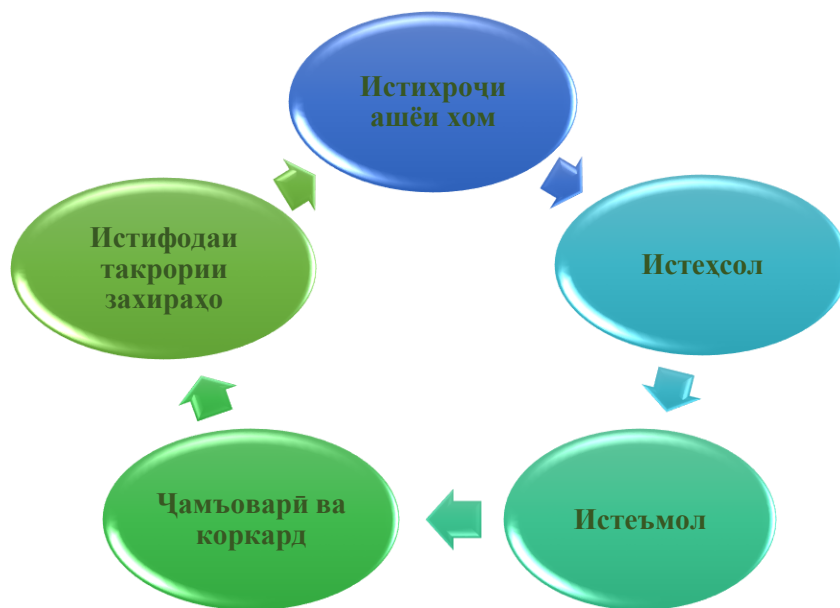 Истихроҷи
ашёи хом
Истеҳсол
Истеъмол
Ҷамъоварӣ ва
коркард
Истифодаи
такрории
захираҳо